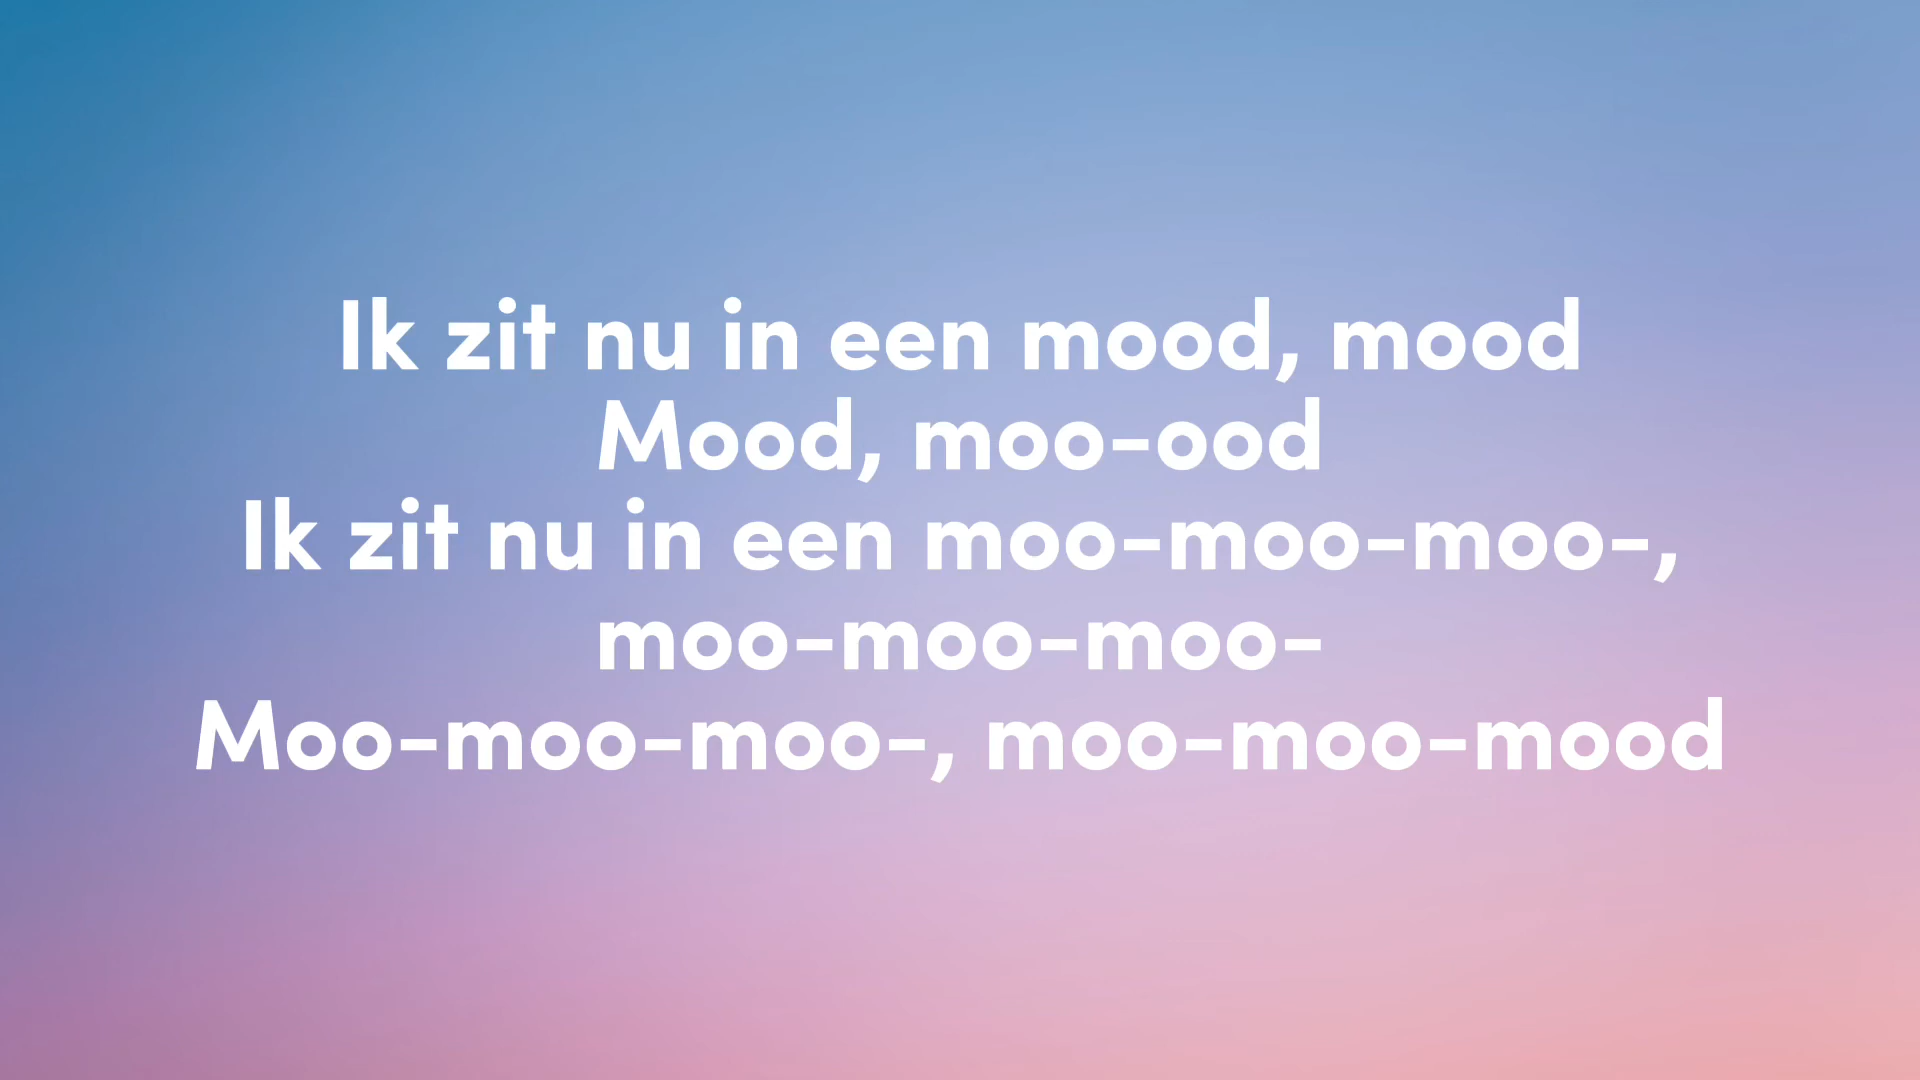 Ik zit nu in een mood, mood
Mood, moo-ood
Ik zit nu in een moo-moo-moo-,
moo-moo-moo-
Moo-moo-moo-, moo-moo-mood